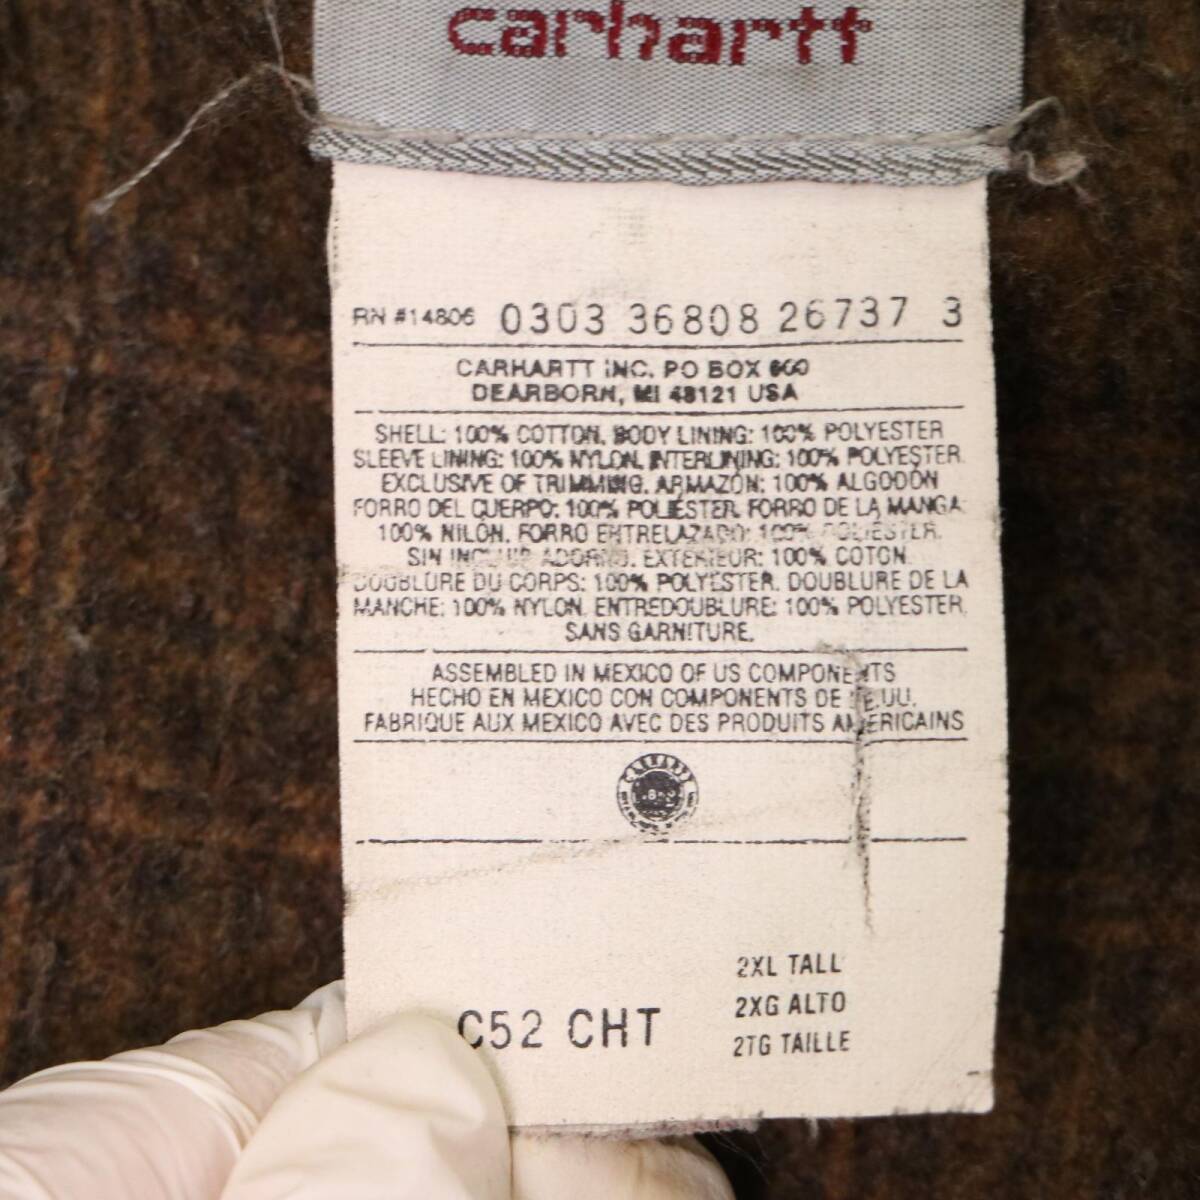 carhartt
RN #14806 0303 36808 26737 3
CARHARTT INC. PO BOX 600
DEARBORN, MI 48121 USA
SHELL: 100% COTTON. BODY LINING: 100% POLYESTER
SLEEVE LINING: 100% NYLON. INTERLINING: 100% POLYESTER.
EXCLUSIVE OF TRIMMING. ARMAZÓN: 100% ALGODÓN
FORRO DEL CUERPO: 100% POLIÉSTER. FORRO DE LA MANGA:
100% NILÓN. FORRO ENTRELAZADO: 100% POLIÉSTER.
SIN INCLUIR ADORNO. EXTERIEUR: 100% COTON.
DOUBLURE DU CORPS: 100% POLYESTER. DOUBLURE DE LA
MANCHE: 100% NYLON. ENTREDOUBLURE: 100% POLYESTER.
SANS GARNITURE.
ASSEMBLED IN MEXICO OF US COMPONENTS
HECHO EN MEXICO CON COMPONENTS DE EE.UU.
FABRIQUE AUX MEXICO AVEC DES PRODUITS AMERICAINS
C52 CHT
2XL TALL
2XG ALTO
2TG TAILLE